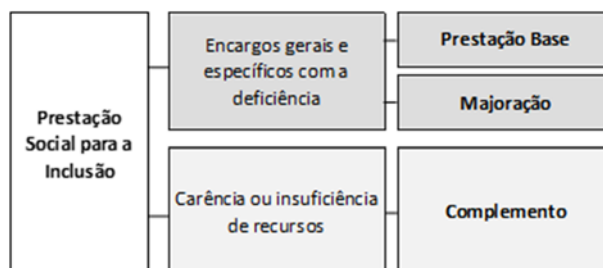 Prestação
Social para a
Inclusão
Encargos gerais e
específicos com a
deficiência
Prestação Base
Majoração
Carência ou insuficiência
de recursos
Complemento